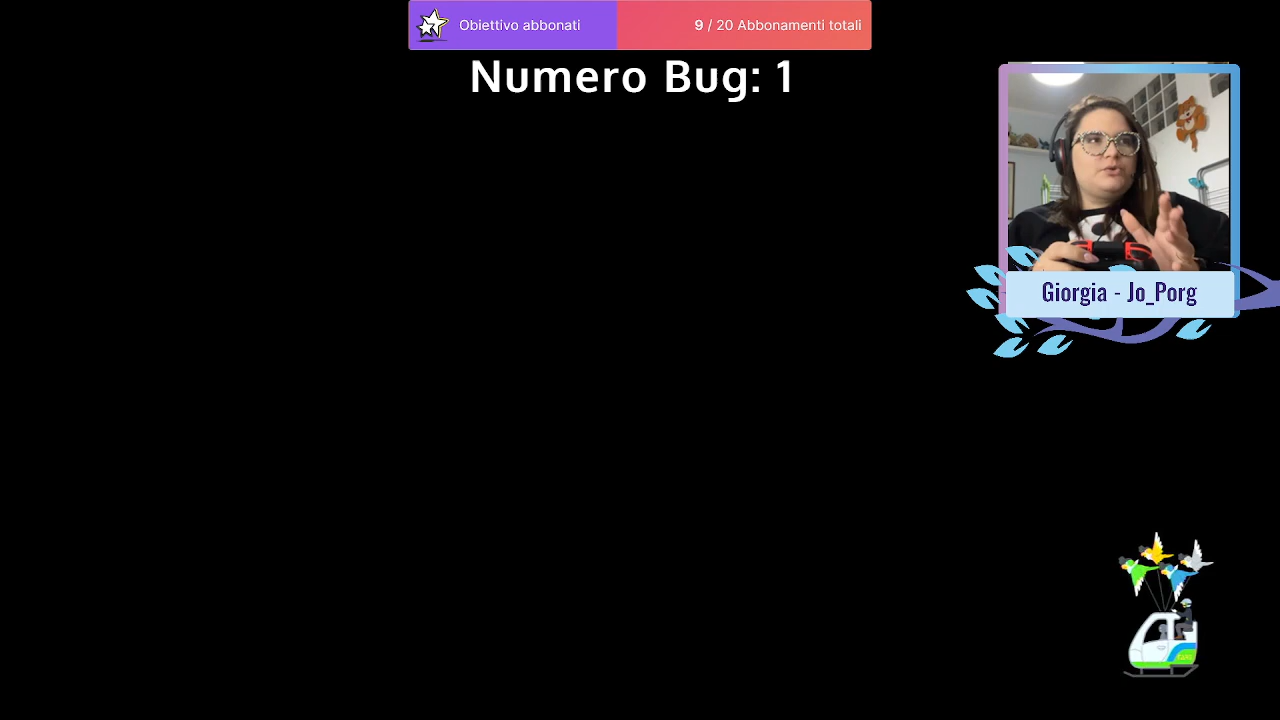 Obiettivo abbonati
9 / 20 Abbonamenti totali
Numero Bug: 1
Giorgia - Jo_Porg